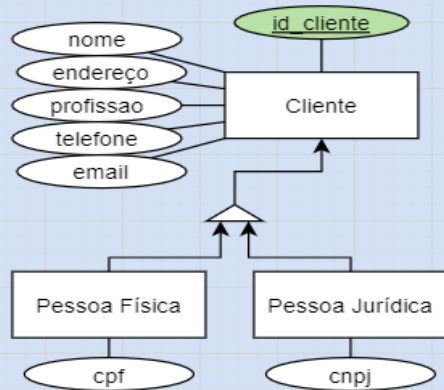 nome
id_cliente
endereço
profissao
Cliente
telefone
email
Pessoa Física
Pessoa Jurídica
cpf
cnpj